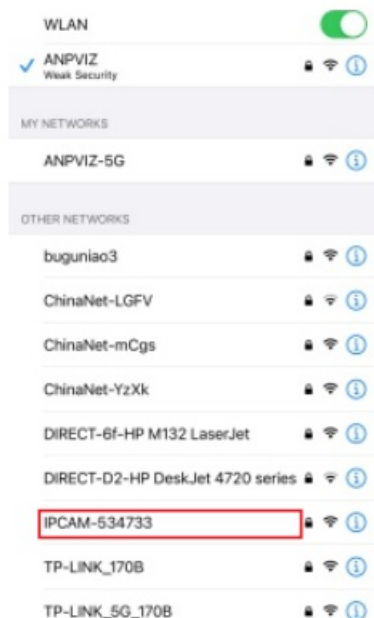 WLAN
ANPVIZ
Weak Security
MY NETWORKS
ANPVIZ-5G
OTHER NETWORKS
buguniao3
ChinaNet-LGFV
ChinaNet-mCgs
ChinaNet-YzXk
DIRECT-6f-HP M132 LaserJet
DIRECT-D2-HP DeskJet 4720 series
IPCAM-534733
TP-LINK_170B
TP-LINK_5G_170B